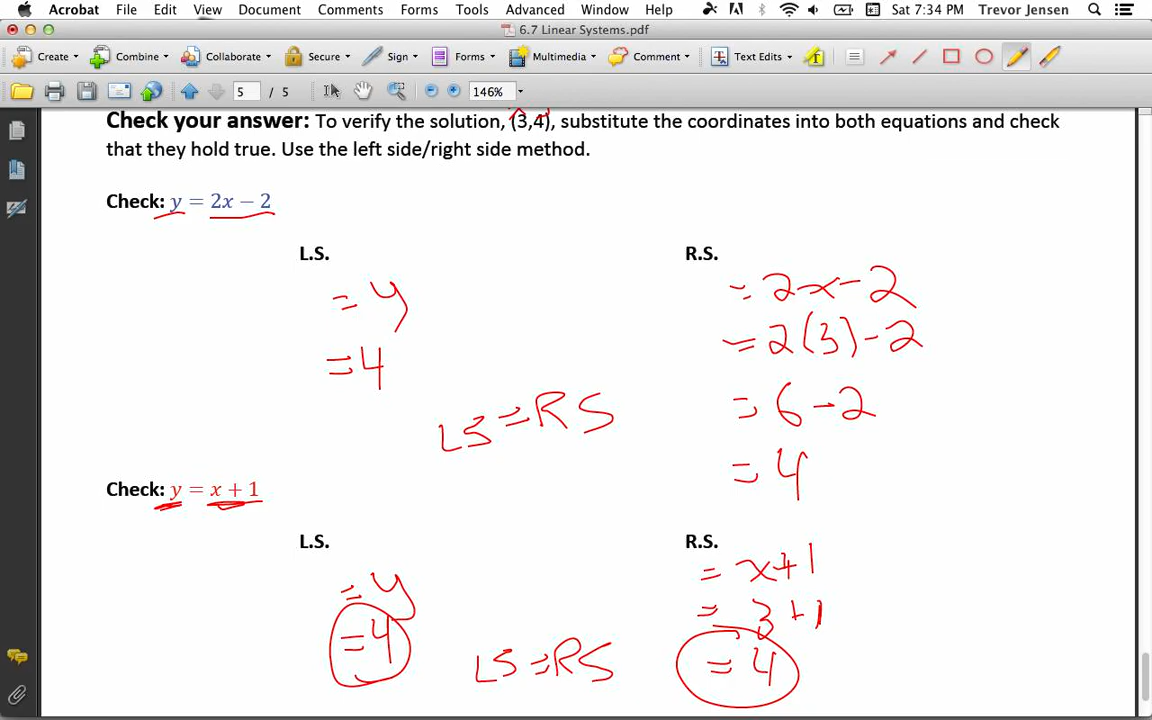 Acrobat File Edit View Document Comments Forms Tools Advanced Window Help Sat 7:34 PM Trevor Jensen
6.7 Linear Systems.pdf
Create Combine Collaborate Secure Sign Forms Multimedia Comment Text Edits
5 / 5 146%
Check your answer: To verify the solution, (3,4), substitute the coordinates into both equations and check
that they hold true. Use the left side/right side method.
Check: y = 2x − 2
L.S. R.S.
= y = 2x - 2
= 4 = 2(3) - 2
= 6 - 2
LS = RS
= 4
Check: y = x + 1
L.S. R.S.
= y = x + 1
= 4 = 3 + 1
LS = RS = 4